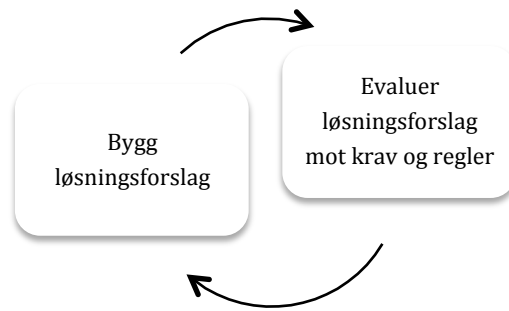 Bygg
løsningsforslag
Evaluer
løsningsforslag
mot krav og regler